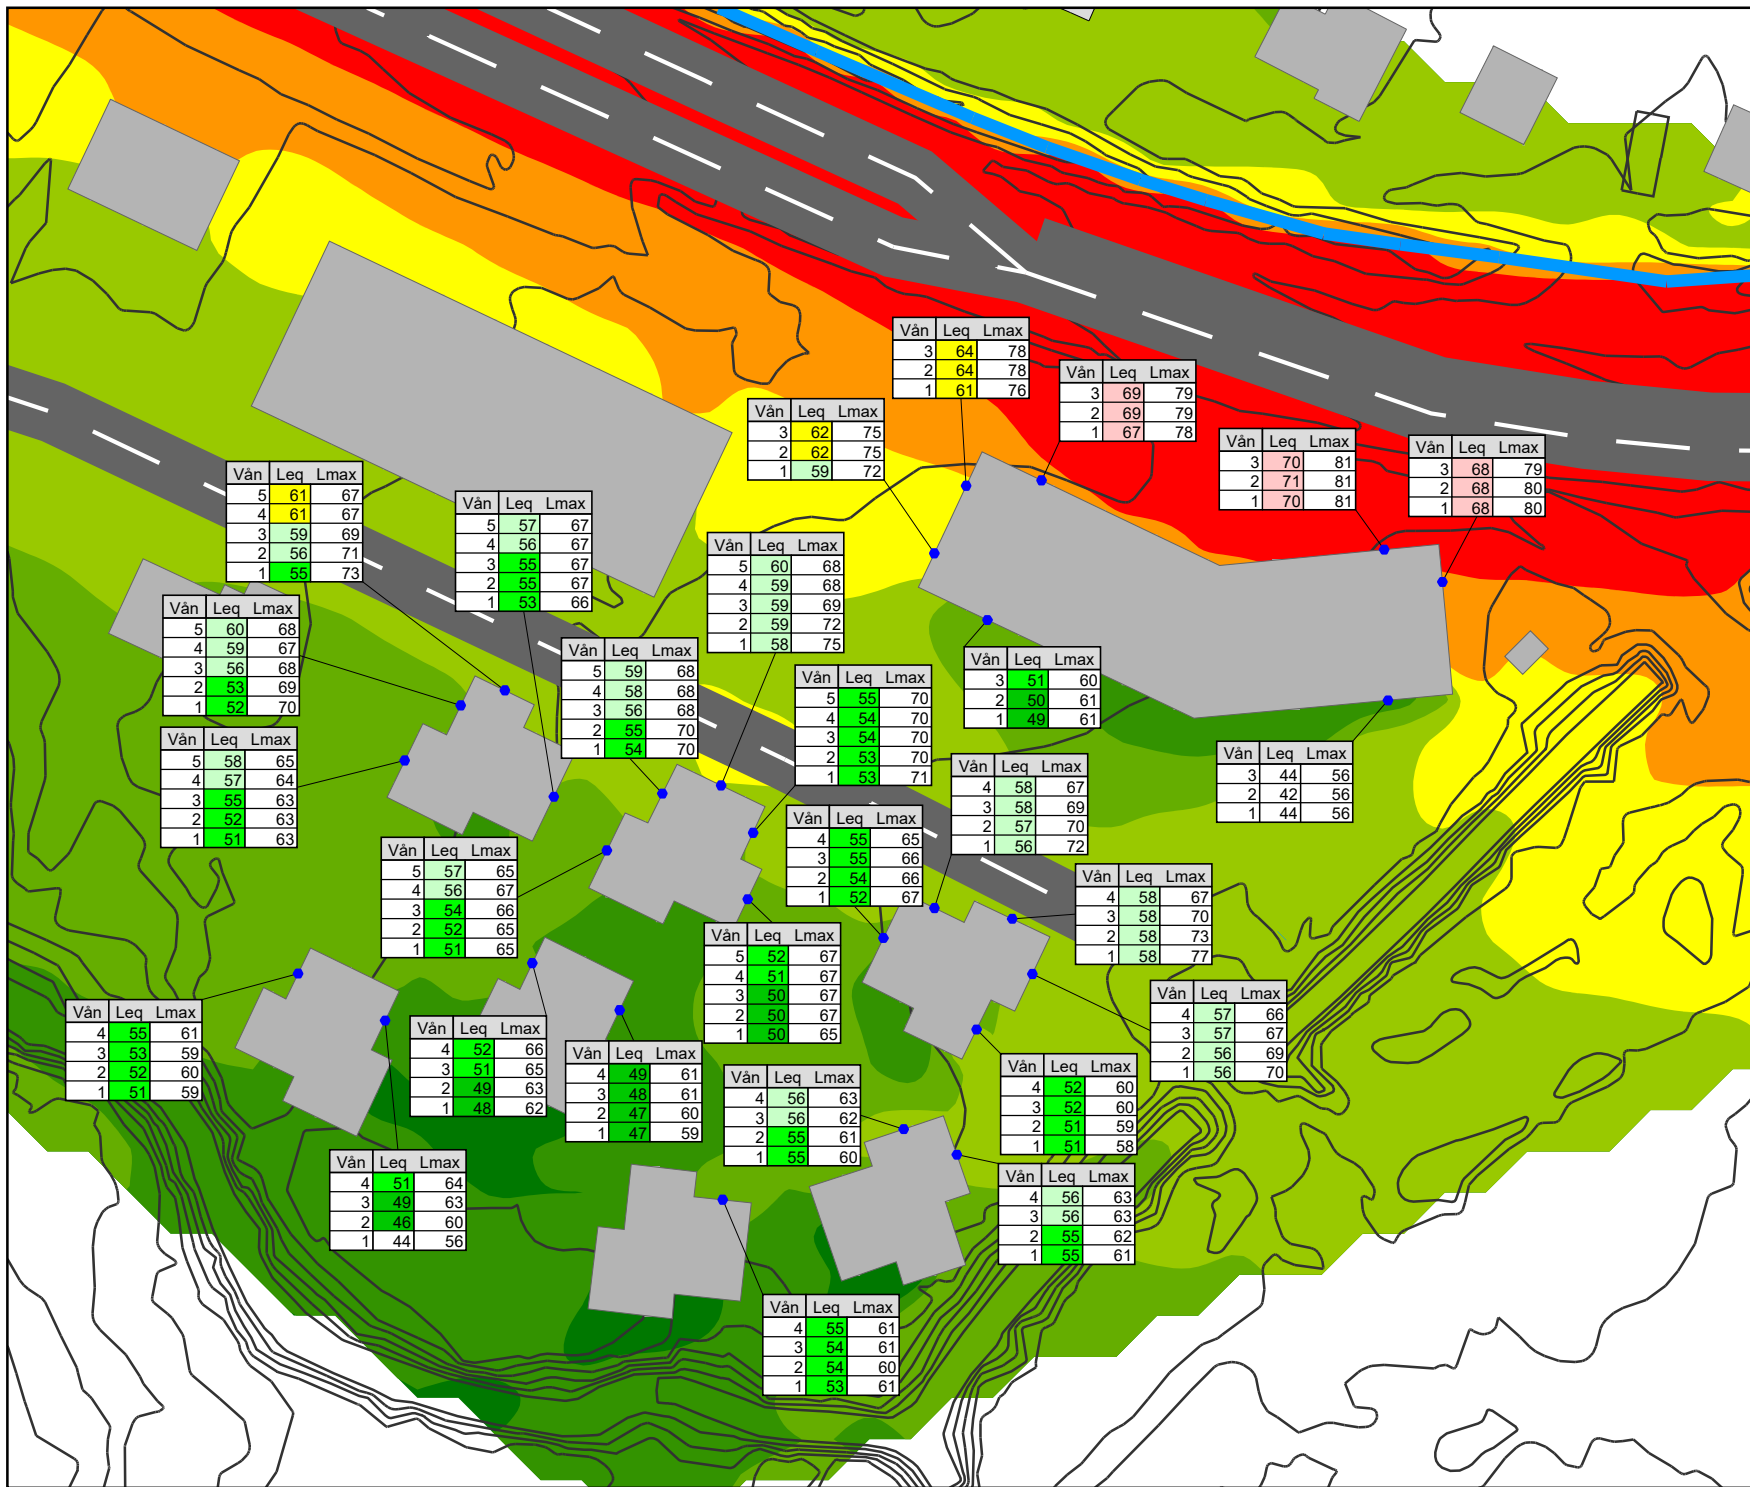 Vån Leq Lmax
3 64 78
2 64 78
1 61 76
Vån Leq Lmax
3 69 79
2 69 79
1 67 78
Vån Leq Lmax
3 62 75
2 62 75
1 59 72
Vån Leq Lmax
3 70 81
2 71 81
1 70 81
Vån Leq Lmax
3 68 79
2 68 80
1 68 80
Vån Leq Lmax
5 61 67
4 61 67
3 59 69
2 56 71
1 55 73
Vån Leq Lmax
5 57 67
4 56 67
3 55 67
2 55 67
1 53 66
Vån Leq Lmax
5 60 68
4 59 68
3 59 69
2 59 72
1 58 75
Vån Leq Lmax
5 60 68
4 59 67
3 56 68
2 53 69
1 52 70
Vån Leq Lmax
5 59 68
4 58 68
3 56 68
2 55 70
1 54 70
Vån Leq Lmax
3 51 60
2 50 61
1 49 61
Vån Leq Lmax
5 55 70
4 54 70
3 54 70
2 53 70
1 53 71
Vån Leq Lmax
5 58 65
4 57 64
3 55 63
2 52 63
1 51 63
Vån Leq Lmax
3 44 56
2 42 56
1 44 56
Vån Leq Lmax
4 58 67
3 58 69
2 57 70
1 56 72
Vån Leq Lmax
4 55 65
3 55 66
2 54 66
1 52 67
Vån Leq Lmax
5 57 65
4 56 67
3 54 66
2 52 65
1 51 65
Vån Leq Lmax
4 58 67
3 58 70
2 58 73
1 58 77
Vån Leq Lmax
5 52 67
4 51 67
3 50 67
2 50 67
1 50 65
Vån Leq Lmax
4 57 66
3 57 67
2 56 69
1 56 70
Vån Leq Lmax
4 55 61
3 53 59
2 52 60
1 51 59
Vån Leq Lmax
4 52 66
3 51 65
2 49 63
1 48 62
Vån Leq Lmax
4 49 61
3 48 61
2 47 60
1 47 59
Vån Leq Lmax
4 52 60
3 52 60
2 51 59
1 51 58
Vån Leq Lmax
4 56 63
3 56 62
2 55 61
1 55 60
Vån Leq Lmax
4 51 64
3 49 63
2 46 60
1 44 56
Vån Leq Lmax
4 56 63
3 56 63
2 55 62
1 55 61
Vån Leq Lmax
4 55 61
3 54 61
2 54 60
1 53 61